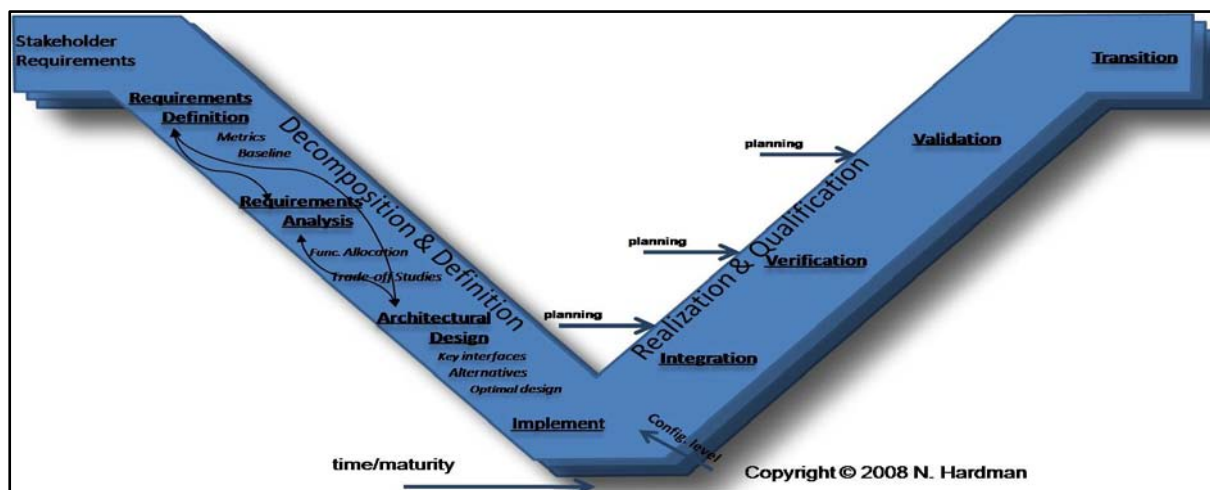 Stakeholder
Requirements
Requirements
Definition
Metrics
Baseline
Requirements
Analysis
Func. Allocation
Trade-off Studies
Architectural
Design
Key interfaces
Alternatives
Optimal design
Implement
Decomposition & Definition
time/maturity
Config. level
Integration
Verification
Validation
Transition
Realization & Qualification
planning
planning
planning
Copyright © 2008 N. Hardman